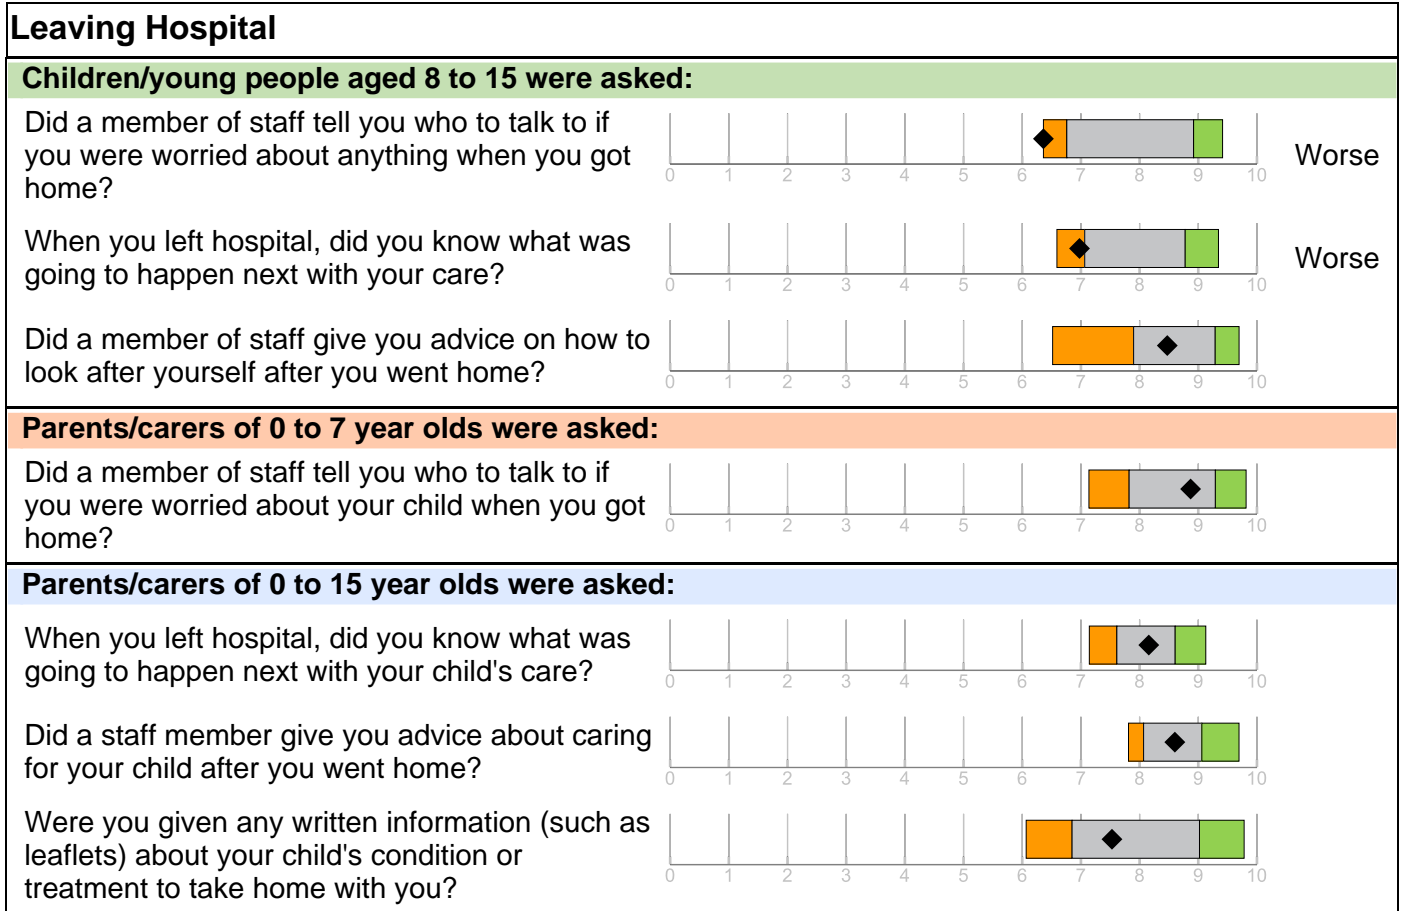 Leaving Hospital
Children/young people aged 8 to 15 were asked:
Did a member of staff tell you who to talk to if
you were worried about anything when you got
home?
0 1 2 3 4 5 6 7 8 9 10
Worse
When you left hospital, did you know what was
going to happen next with your care?
0 1 2 3 4 5 6 7 8 9 10
Worse
Did a member of staff give you advice on how to
look after yourself after you went home?
0 1 2 3 4 5 6 7 8 9 10
Parents/carers of 0 to 7 year olds were asked:
Did a member of staff tell you who to talk to if
you were worried about your child when you got
home?
0 1 2 3 4 5 6 7 8 9 10
Parents/carers of 0 to 15 year olds were asked:
When you left hospital, did you know what was
going to happen next with your child's care?
0 1 2 3 4 5 6 7 8 9 10
Did a staff member give you advice about caring
for your child after you went home?
0 1 2 3 4 5 6 7 8 9 10
Were you given any written information (such as
leaflets) about your child's condition or
treatment to take home with you?
0 1 2 3 4 5 6 7 8 9 10